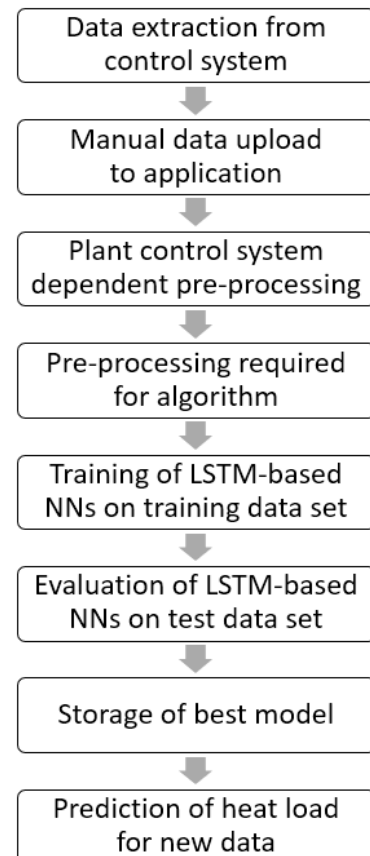 Data extraction from
control system
Manual data upload
to application
Plant control system
dependent pre-processing
Pre-processing required
for algorithm
Training of LSTM-based
NNs on training data set
Evaluation of LSTM-based
NNs on test data set
Storage of best model
Prediction of heat load
for new data